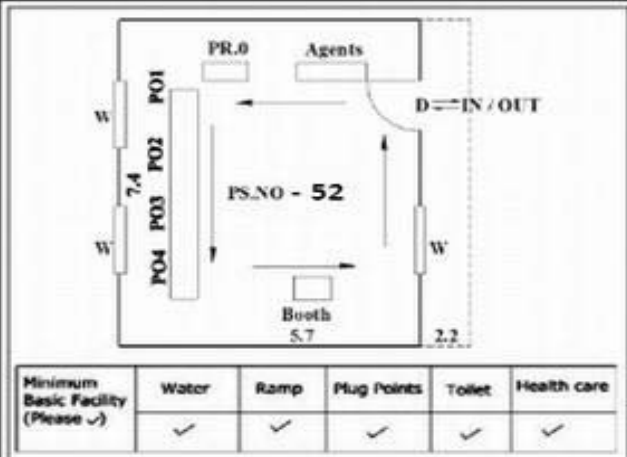 PR.0 Agents
PO1
W
D⇌IN / OUT
PO2
7.4
PS.NO - 52
PO3
W
W
PO4
Booth
5.7 2.2
Minimum Basic Facility (Please ✓) Water Ramp Plug Points Toilet Health care
✓ ✓ ✓ ✓ ✓